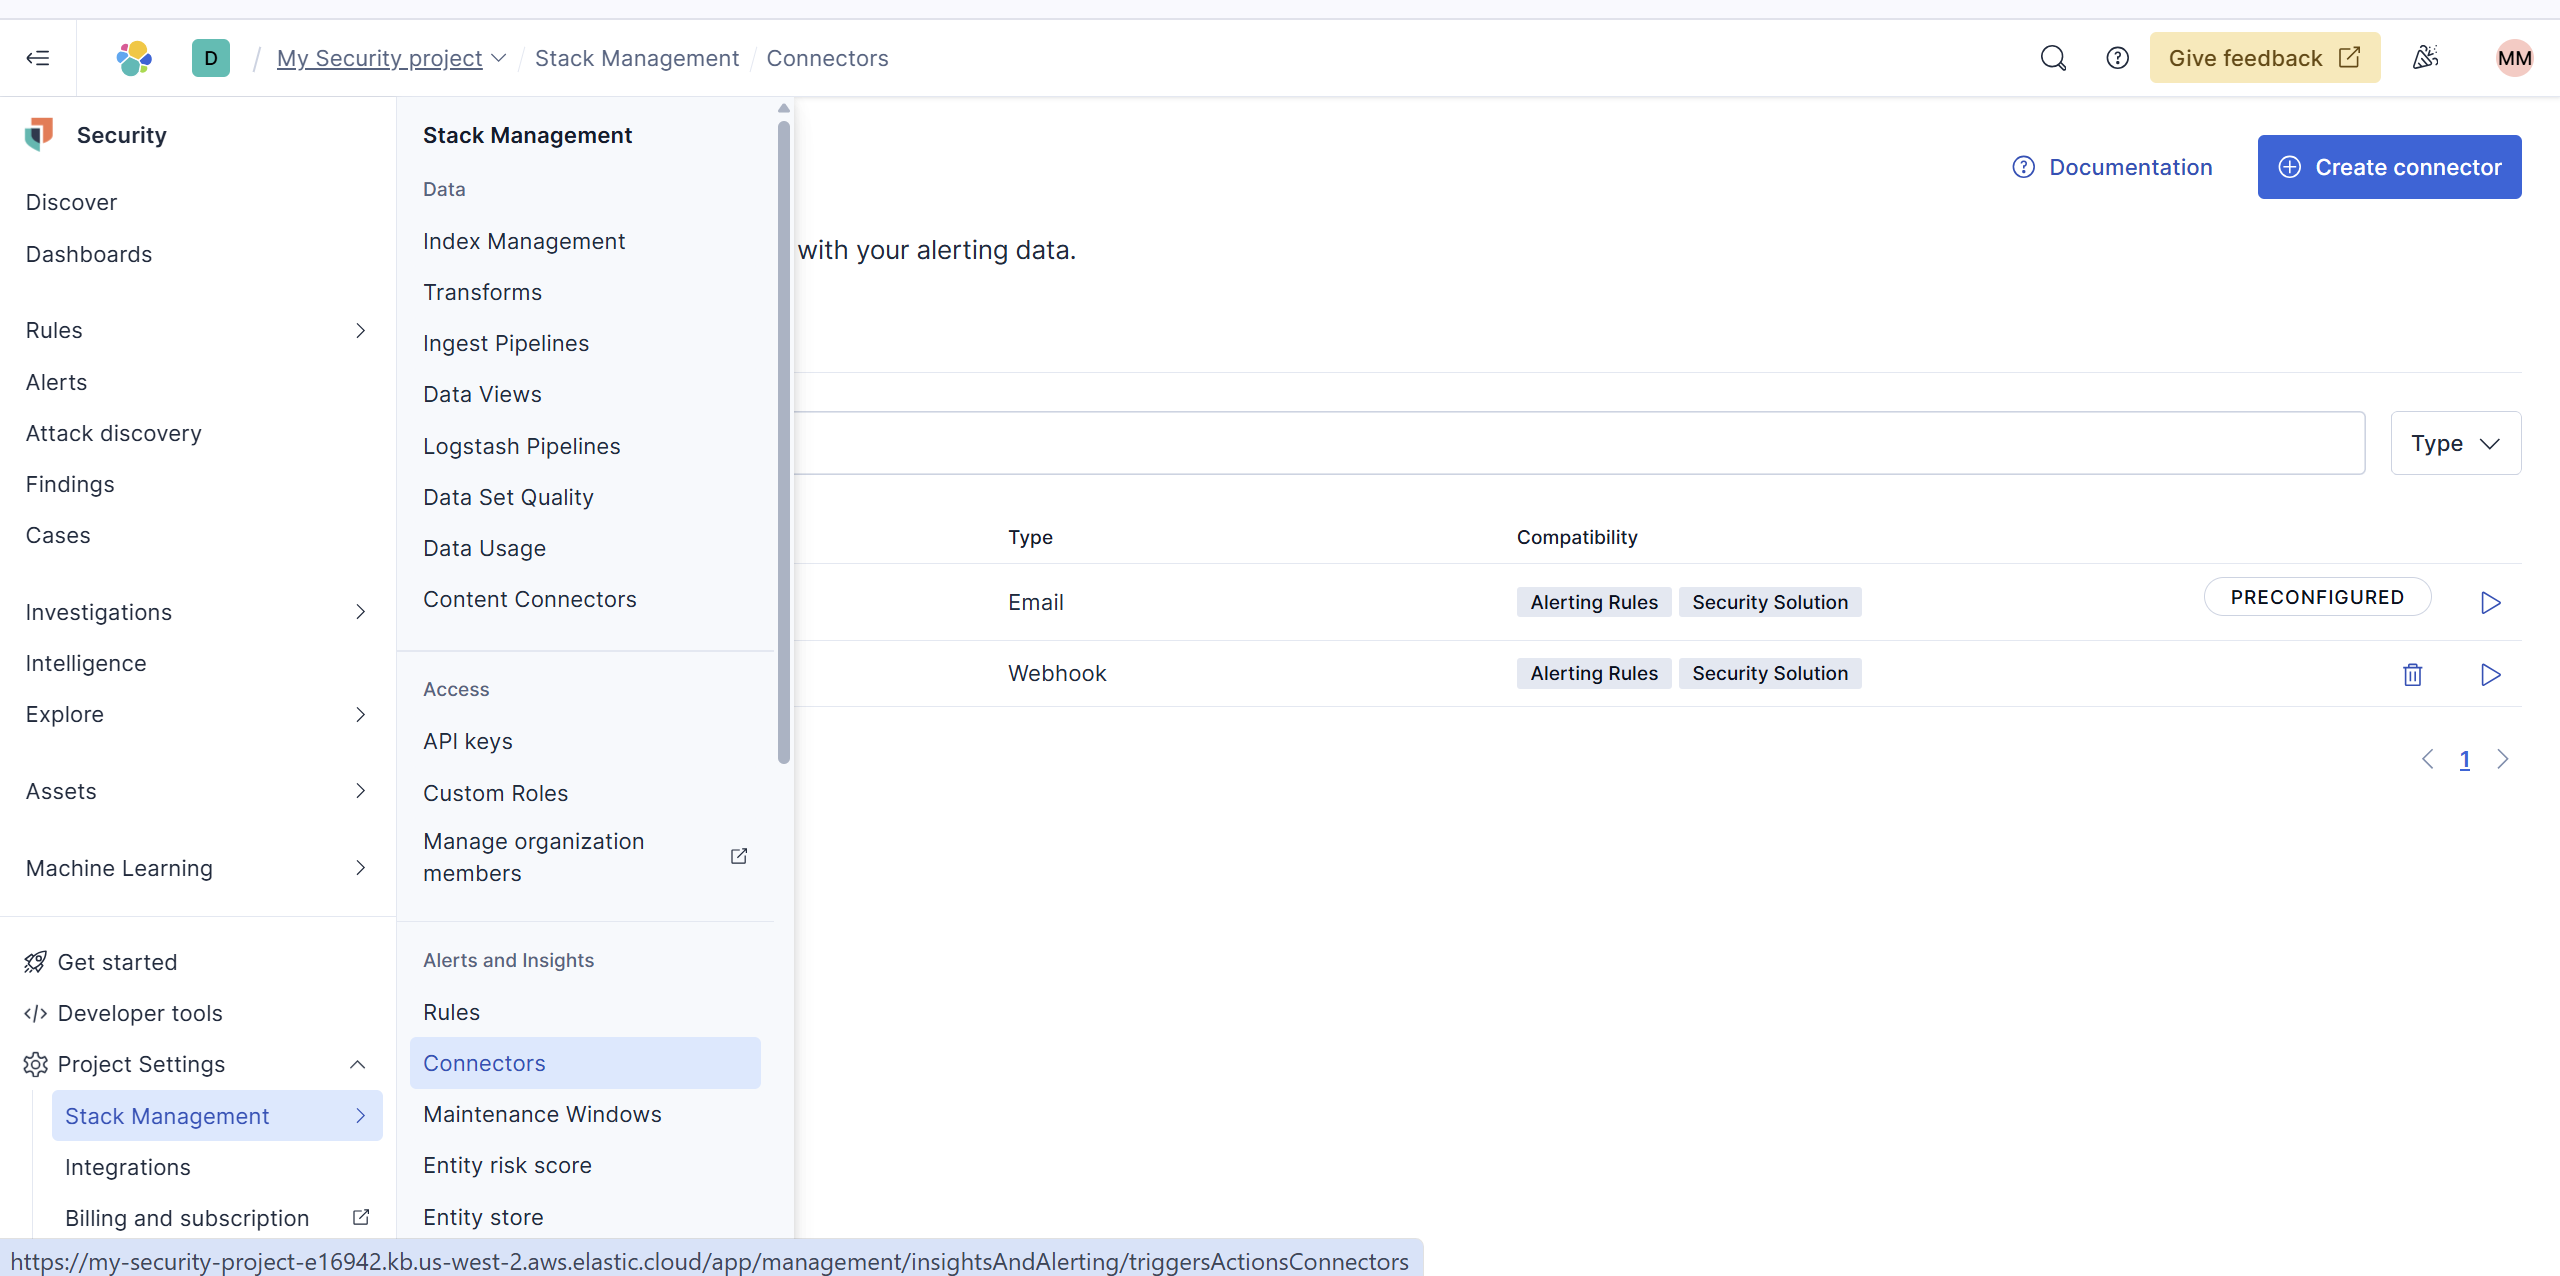 D / My Security project / Stack Management / Connectors
Give feedback
MM
Security
Discover
Dashboards
Rules
Alerts
Attack discovery
Findings
Cases
Investigations
Intelligence
Explore
Assets
Machine Learning
Get started
Developer tools
Project Settings
Stack Management
Integrations
Billing and subscription
Stack Management
Data
Index Management
Transforms
Ingest Pipelines
Data Views
Logstash Pipelines
Data Set Quality
Data Usage
Content Connectors
Access
API keys
Custom Roles
Manage organization
members
Alerts and Insights
Rules
Connectors
Maintenance Windows
Entity risk score
Entity store
Documentation
Create connector
with your alerting data.
Type
Type Compatibility
Email Alerting Rules Security Solution PRECONFIGURED
Webhook Alerting Rules Security Solution
1
https://my-security-project-e16942.kb.us-west-2.aws.elastic.cloud/app/management/insightsAndAlerting/triggersActionsConnectors